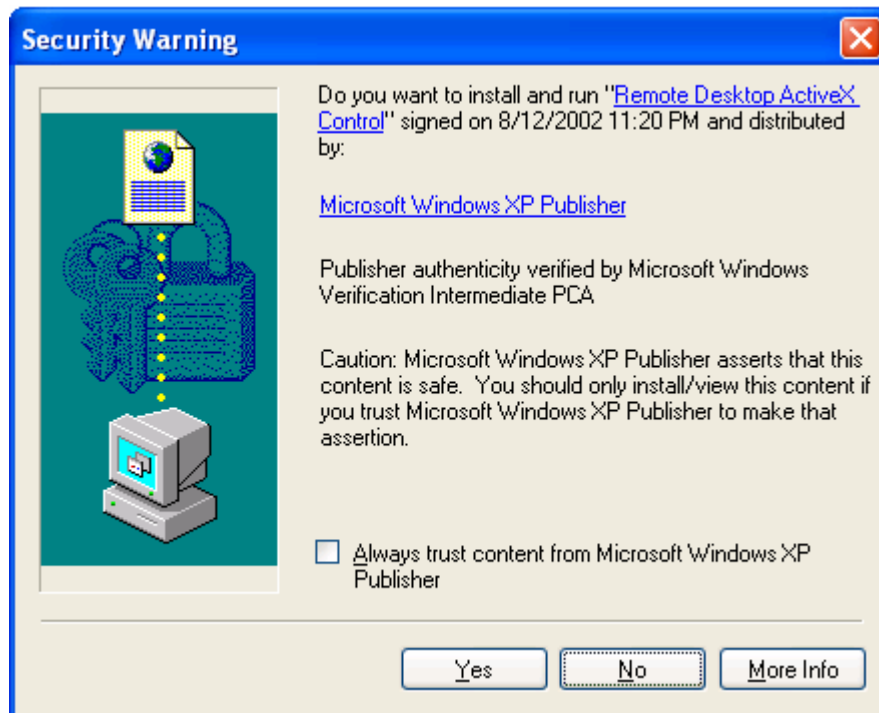 Security Warning
Do you want to install and run "Remote Desktop ActiveX
Control" signed on 8/12/2002 11:20 PM and distributed
by:
Microsoft Windows XP Publisher
Publisher authenticity verified by Microsoft Windows
Verification Intermediate PCA
Caution: Microsoft Windows XP Publisher asserts that this
content is safe.  You should only install/view this content if
you trust Microsoft Windows XP Publisher to make that
assertion.
Always trust content from Microsoft Windows XP
Publisher
Yes No More Info